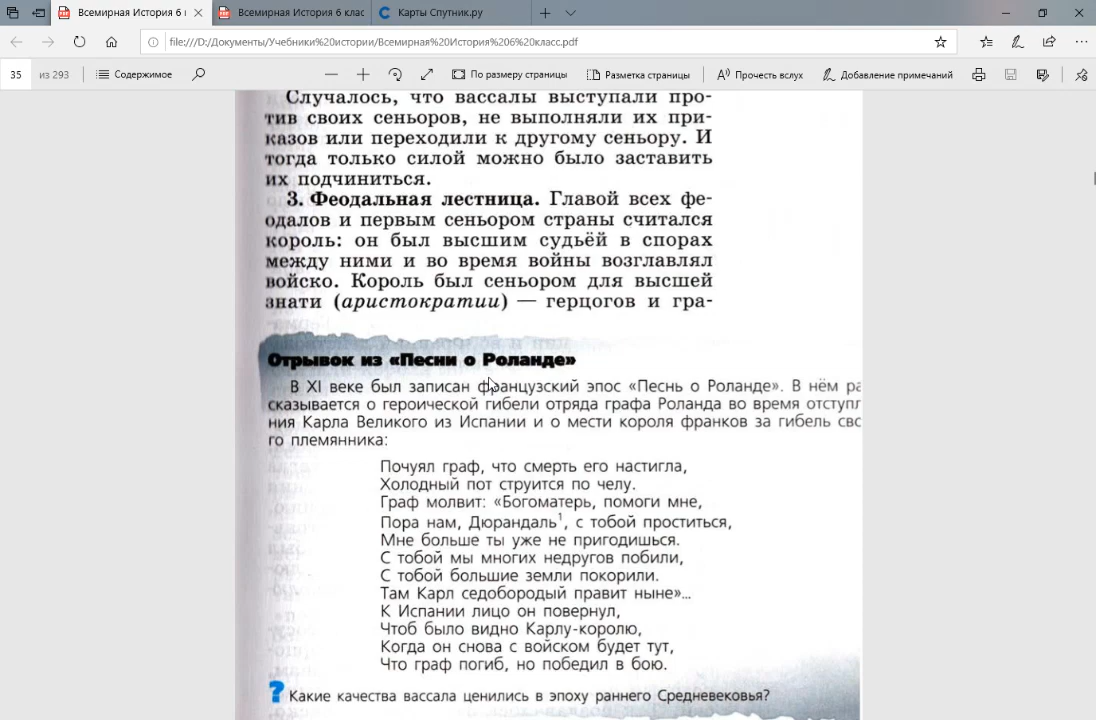 Всемирная История 6
Всемирная История 6 клас
Карты Спутник.ру
file:///D:/Документы/Учебники%20истории/Всемирная%20История%206%20класс.pdf
35 из 293 Содержимое По размеру страницы Разметка страницы Прочесть вслух Добавление примечаний
Случалось, что вассалы выступали про-
тив своих сеньоров, не выполняли их при-
казов или переходили к другому сеньору. И
тогда только силой можно было заставить
их подчиниться.
3. Феодальная лестница. Главой всех фе-
одалов и первым сеньором страны считался
король: он был высшим судьёй в спорах
между ними и во время войны возглавлял
войско. Король был сеньором для высшей
знати (аристократии) — герцогов и гра-
Отрывок из «Песни о Роланде»
В XI веке был записан французский эпос «Песнь о Роланде». В нём ра
сказывается о героической гибели отряда графа Роланда во время отступл
ния Карла Великого из Испании и о мести короля франков за гибель сво
го племянника:
Почуял граф, что смерть его настигла,
Холодный пот струится по челу.
Граф молвит: «Богоматерь, помоги мне,
Пора нам, Дюрандаль1, с тобой проститься,
Мне больше ты уже не пригодишься.
С тобой мы многих недругов побили,
С тобой большие земли покорили.
Там Карл седобородый правит ныне»...
К Испании лицо он повернул,
Чтоб было видно Карлу-королю,
Когда он снова с войском будет тут,
Что граф погиб, но победил в бою.
? Какие качества вассала ценились в эпоху раннего Средневековья?